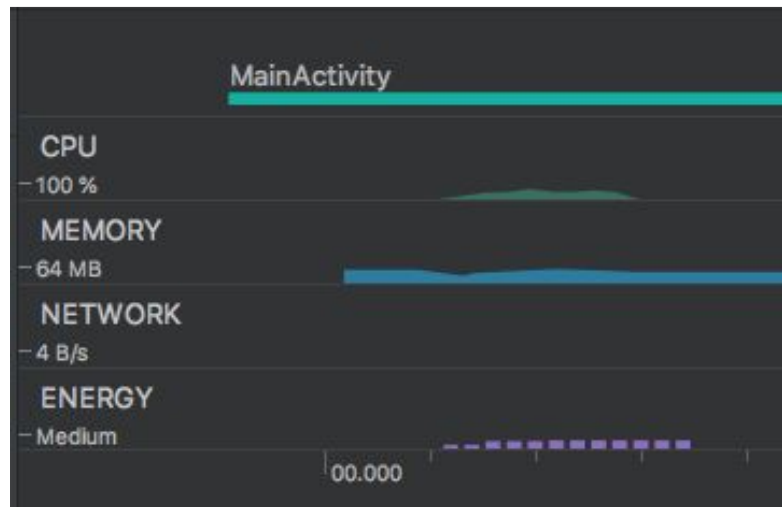 MainActivity
CPU
100 %
MEMORY
64 MB
NETWORK
4 B/s
ENERGY
Medium
00.000